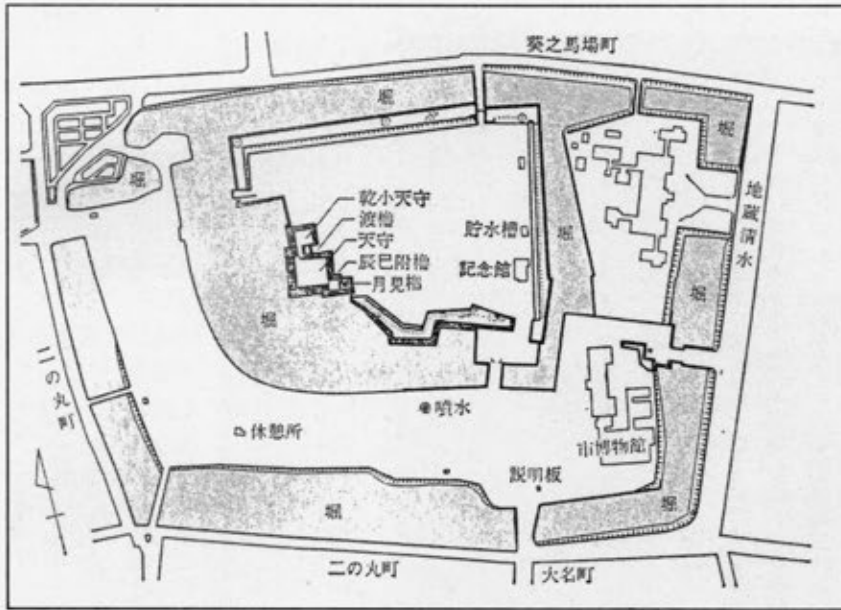 葵之馬場町
堀
堀
乾小天守
渡櫓
天守
辰巳附櫓
月見櫓
貯水槽
記念館
堀
地蔵清水
堀
堀
二の丸町
休憩所
噴水
市博物館
説明板
堀
堀
二の丸町
大名町